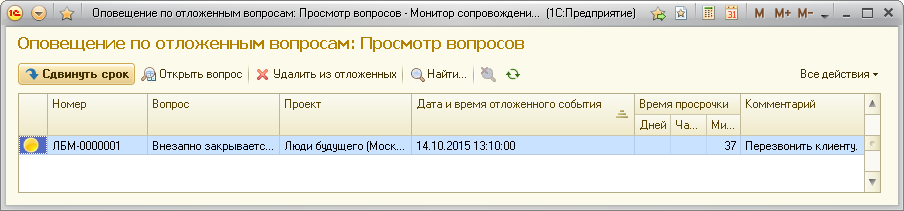 Оповещение по отложенным вопросам: Просмотр вопросов - Монитор сопровождени... (1С:Предприятие) M M+ M-
Оповещение по отложенным вопросам: Просмотр вопросов
Сдвинуть срок Открыть вопрос Удалить из отложенных Найти... Все действия
Номер Вопрос Проект Дата и время отложенного события Время просрочки Комментарий
Дней Ча... Ми...
ЛБМ-0000001 Внезапно закрываетс... Люди будущего (Моск... 14.10.2015 13:10:00 37 Перезвонить клиенту.